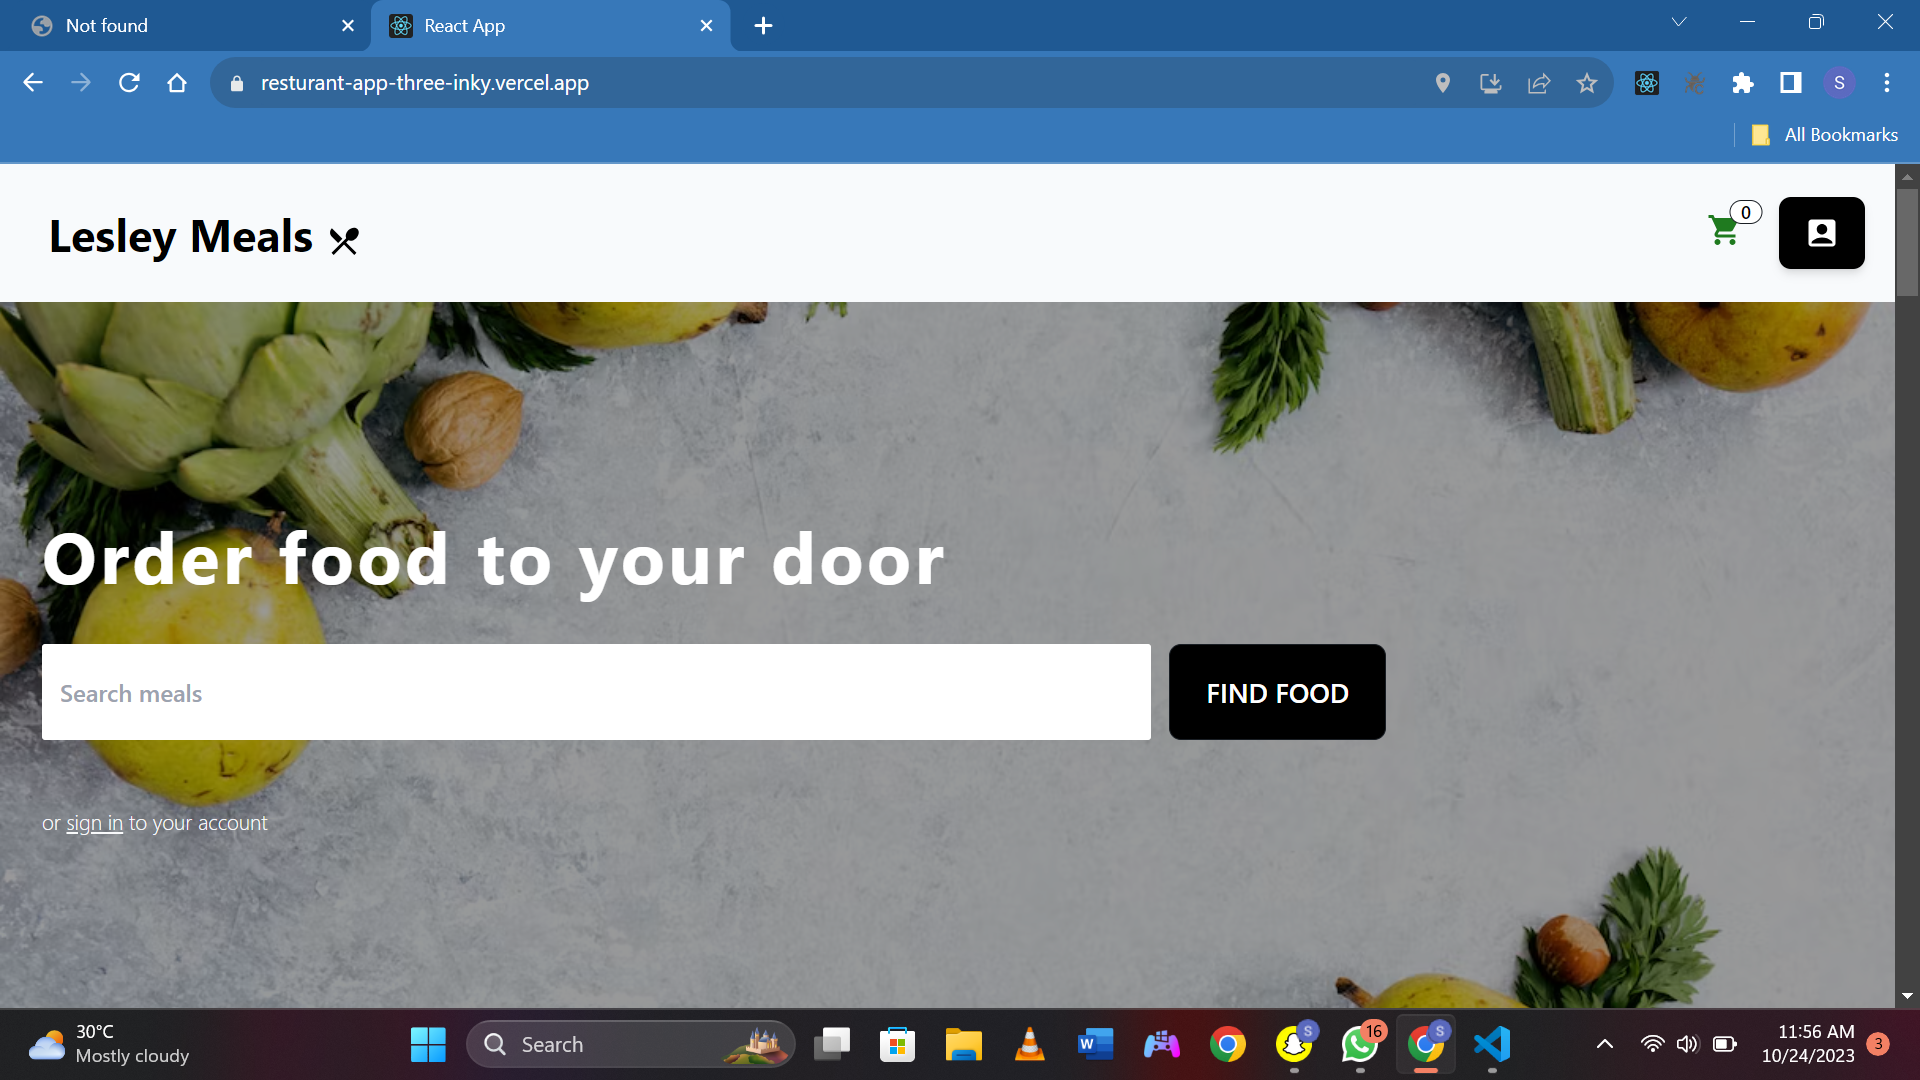 Not found
React App
resturant-app-three-inky.vercel.app
S
All Bookmarks
Lesley Meals
0
Order food to your door
Search meals
FIND FOOD
or sign in to your account
30°C
Mostly cloudy
Search
W
S
16
S
11:56 AM
10/24/2023
3